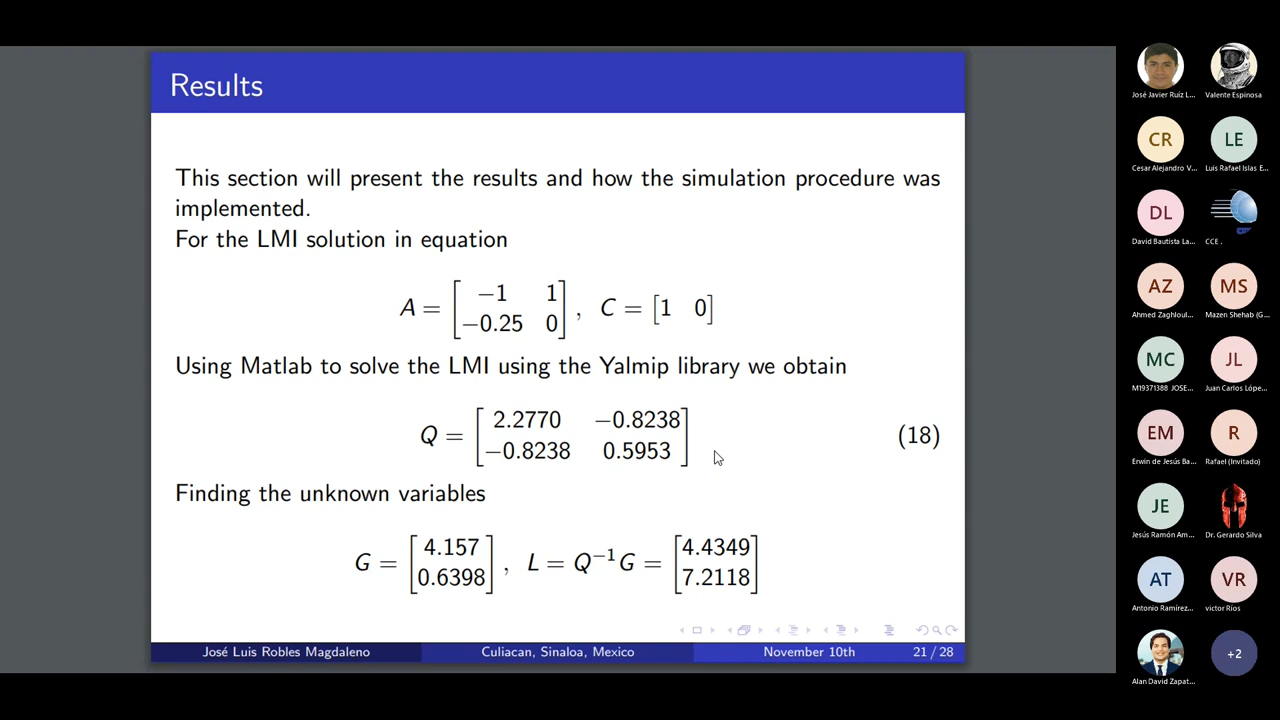 Results
This section will present the results and how the simulation procedure was
implemented.
For the LMI solution in equation
A = [−1 1; −0.25 0], C = [1 0]
Using Matlab to solve the LMI using the Yalmip library we obtain
Q = [2.2770 −0.8238; −0.8238 0.5953] (18)
Finding the unknown variables
G = [4.157; 0.6398], L = Q⁻¹G = [4.4349; 7.2118]
José Luis Robles Magdaleno Culiacan, Sinaloa, Mexico November 10th 21 / 28
José Javier Ruíz L... Valente Espinosa
CR LE
Cesar Alejandro V... Luis Rafael Islas E...
DL
David Bautista La... CCE .
AZ MS
Ahmed Zaghloul... Mazen Shehab (G...
MC JL
M19371388 JOSE... Juan Carlos Lópe...
EM R
Erwin de Jesús Ba... Rafael (Invitado)
JE
Jesús Ramón Am... Dr. Gerardo Silva
AT VR
Antonio Ramírez... victor Ríos
+2
Alan David Zapat...